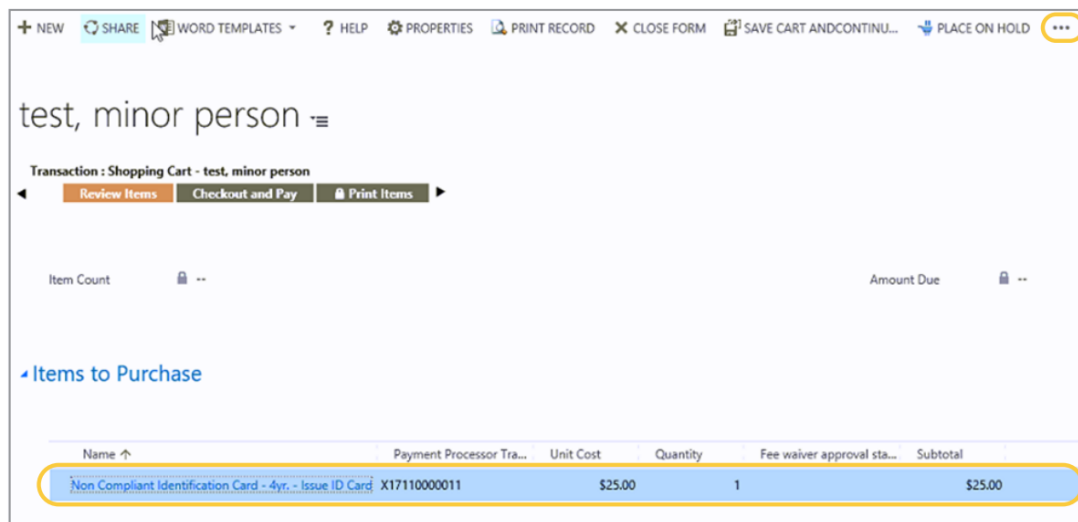 NEW SHARE WORD TEMPLATES HELP PROPERTIES PRINT RECORD CLOSE FORM SAVE CART ANDCONTINU... PLACE ON HOLD ...
test, minor person
Transaction : Shopping Cart - test, minor person
Review Items Checkout and Pay Print Items
Item Count -- Amount Due --
Items to Purchase
Name Payment Processor Tra... Unit Cost Quantity Fee waiver approval sta... Subtotal
Non Compliant Identification Card - 4yr. - Issue ID Card X17110000011 $25.00 1 $25.00